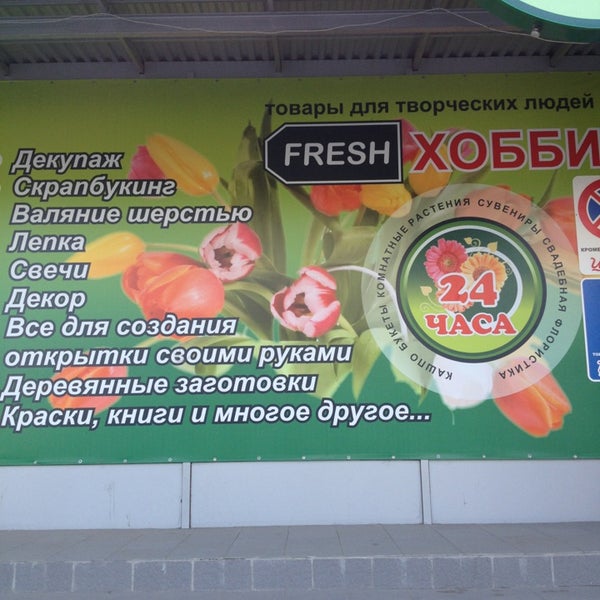 товары для творческих людей
FRESH ХОББИ
Декупаж
Скрапбукинг
Валяние шерстью
Лепка
Свечи
Декор
Все для создания
открытки своими руками
Деревянные заготовки
Краски, книги и многое другое...
КАШПО БУКЕТЫ КОМНАТНЫЕ РАСТЕНИЯ СУВЕНИРЫ СВАДЕБНАЯ ФЛОРИСТИКА
24
ЧАСА
КРОМЕ